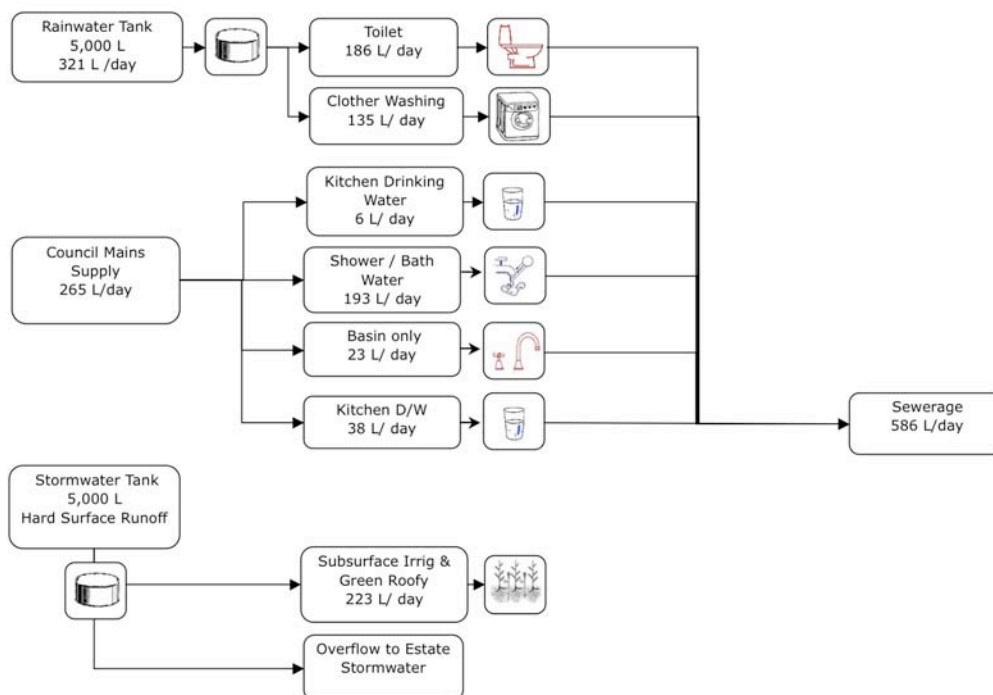 Rainwater Tank
5,000 L
321 L /day
Toilet
186 L/ day
Clother Washing
135 L/ day
Kitchen Drinking
Water
6 L/ day
Council Mains
Supply
265 L/day
Shower / Bath
Water
193 L/ day
Basin only
23 L/ day
Kitchen D/W
38 L/ day
Sewerage
586 L/day
Stormwater Tank
5,000 L
Hard Surface Runoff
Subsurface Irrig &
Green Roofy
223 L/ day
Overflow to Estate
Stormwater